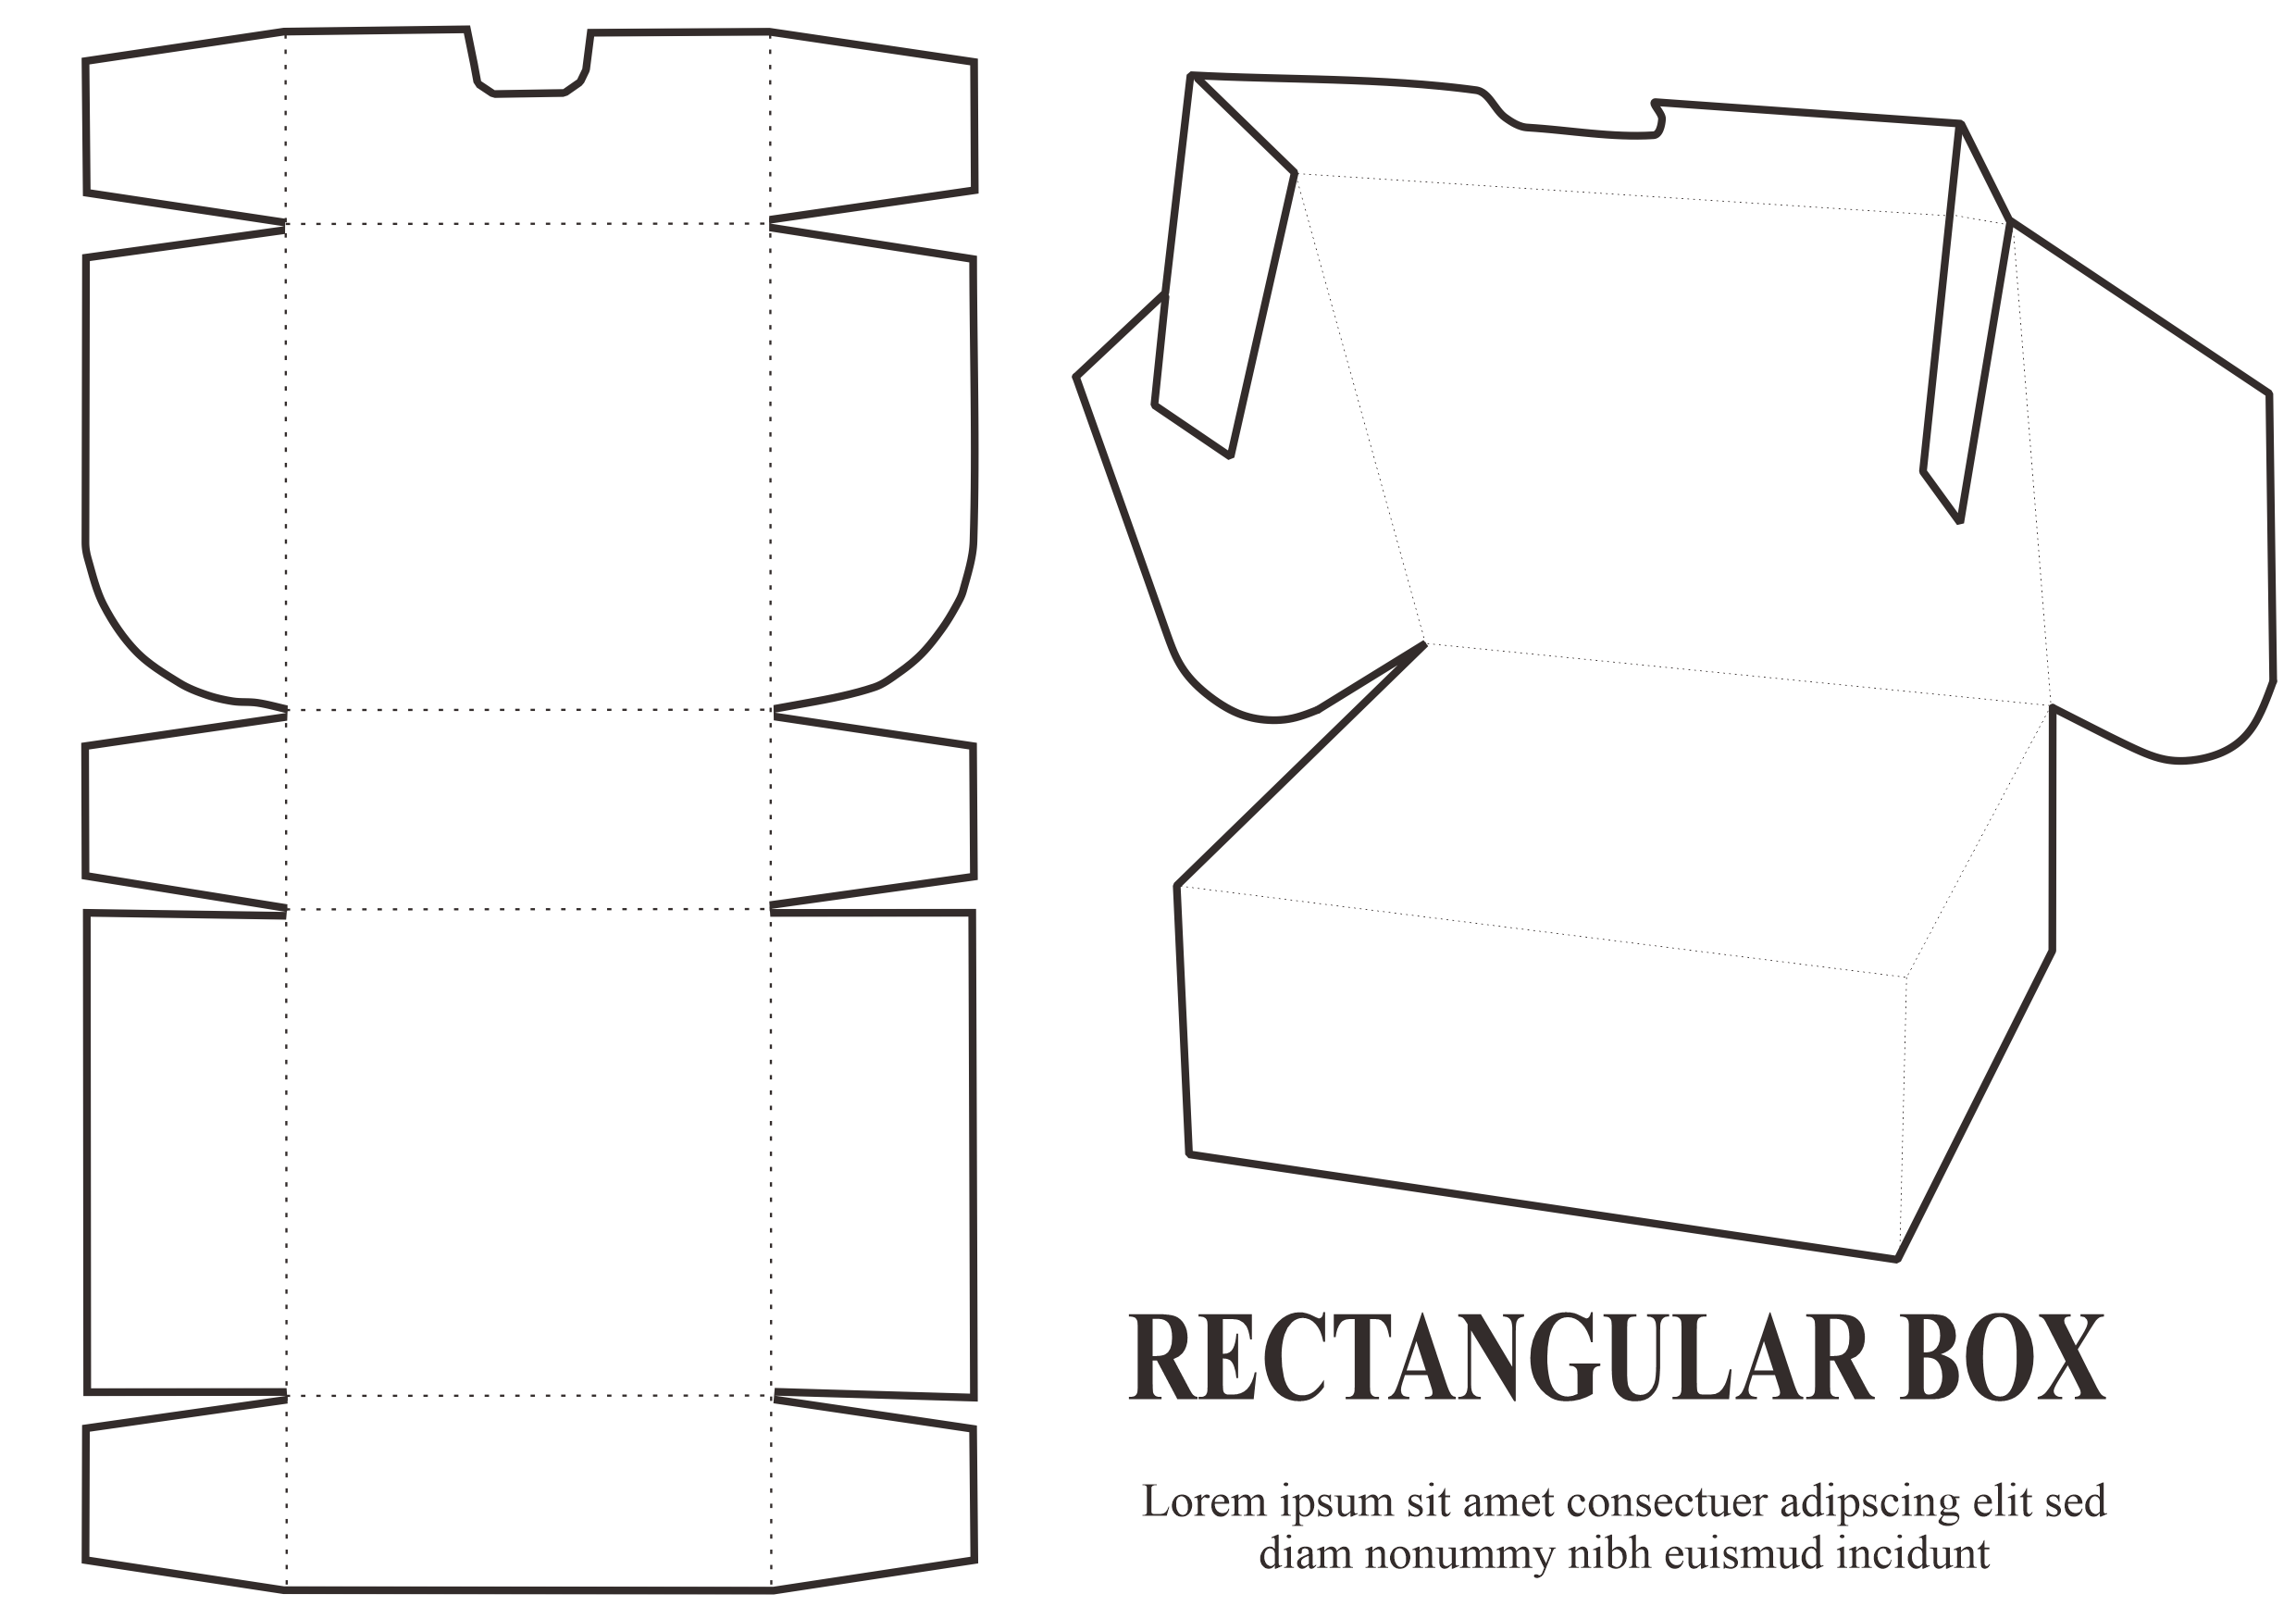 RECTANGULAR BOX
Lorem ipsum sit amet consectuer adipscing elit sed
diam nonummy nibh euismud incidunt